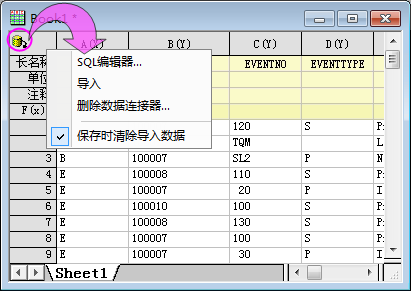 Book1 *
A(X) B(Y) C(Y) D(Y)
SQL编辑器...
导入
删除数据连接器...
保存时清除导入数据
长名称 EVENTNO EVENTTYPE
单位
注释
F(x)
120 S P
TQM L
3 B 100007 SL2 P N
4 E 100008 110 S P
5 E 100007 20 P I
6 E 100010 100 S P
7 E 100008 130 S P
8 E 100007 100 S P
9 E 100007 30 P I
Sheet1